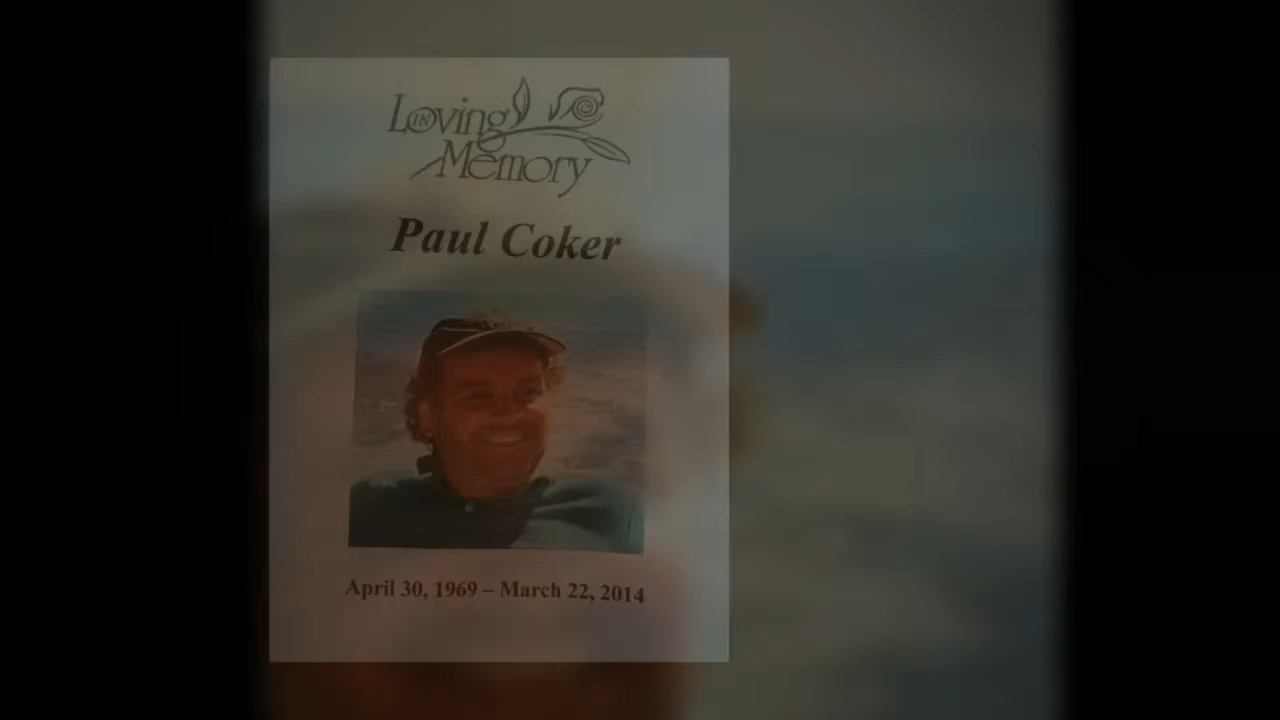 Loving
IN
Memory
Paul Coker
April 30, 1969 – March 22, 2014